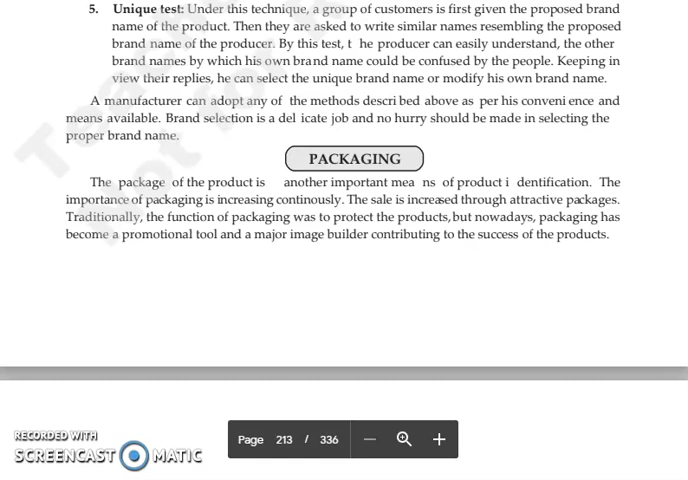 5. Unique test: Under this technique, a group of customers is first given the proposed brand
name of the product. Then they are asked to write similar names resembling the proposed
brand name of the producer. By this test, t he producer can easily understand, the other
brand names by which his own brand name could be confused by the people. Keeping in
view their replies, he can select the unique brand name or modify his own brand name.
A manufacturer can adopt any of the methods descri bed above as per his conveni ence and
means available. Brand selection is a del icate job and no hurry should be made in selecting the
proper brand name.
PACKAGING
The package of the product is another important mea ns of product i dentification. The
importance of packaging is increasing continously. The sale is increased through attractive packages.
Traditionally, the function of packaging was to protect the products, but nowadays, packaging has
become a promotional tool and a major image builder contributing to the success of the products.
RECORDED WITH
SCREENCAST MATIC
Page 213 / 336